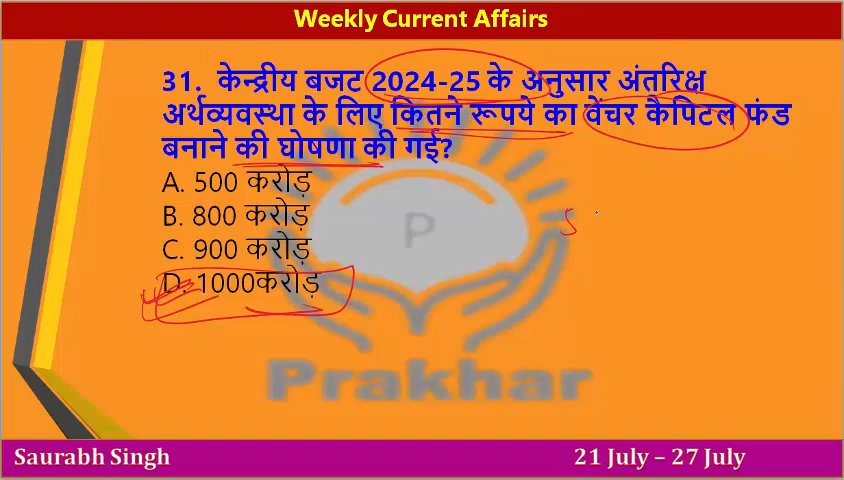 Weekly Current Affairs
31. केन्द्रीय बजट 2024-25 के अनुसार अंतरिक्ष
अर्थव्यवस्था के लिए कितने रूपये का वेंचर कैपिटल फंड
बनाने की घोषणा की गई?
A. 500 करोड़
B. 800 करोड़
C. 900 करोड़
D. 1000करोड़
P
Prakhar
Saurabh Singh
21 July – 27 July